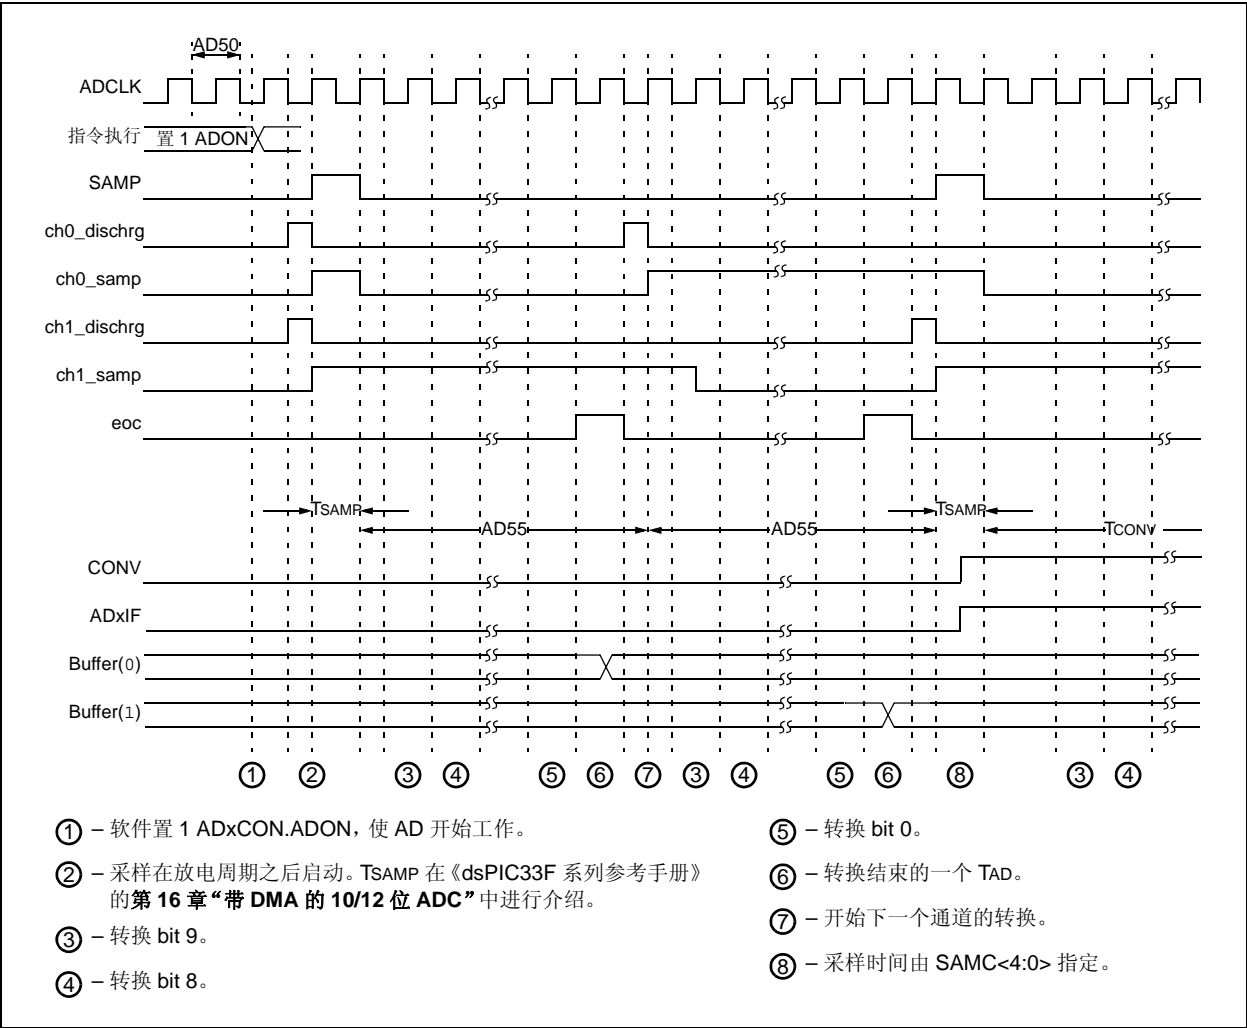 AD50
ADCLK
指令执行 置 1 ADON
SAMP
ch0_dischrg
ch0_samp
ch1_dischrg
ch1_samp
eoc
TSAMP TSAMP
AD55 AD55 TCONV
CONV
ADxIF
Buffer(0)
Buffer(1)
① ② ③ ④ ⑤ ⑥ ⑦ ③ ④ ⑤ ⑥ ⑧ ③ ④
① – 软件置 1 ADxCON.ADON，使 AD 开始工作。
② – 采样在放电周期之后启动。TSAMP 在《dsPIC33F 系列参考手册》
的第 16 章“带 DMA 的 10/12 位 ADC”中进行介绍。
③ – 转换 bit 9。
④ – 转换 bit 8。
⑤ – 转换 bit 0。
⑥ – 转换结束的一个 TAD。
⑦ – 开始下一个通道的转换。
⑧ – 采样时间由 SAMC<4:0> 指定。